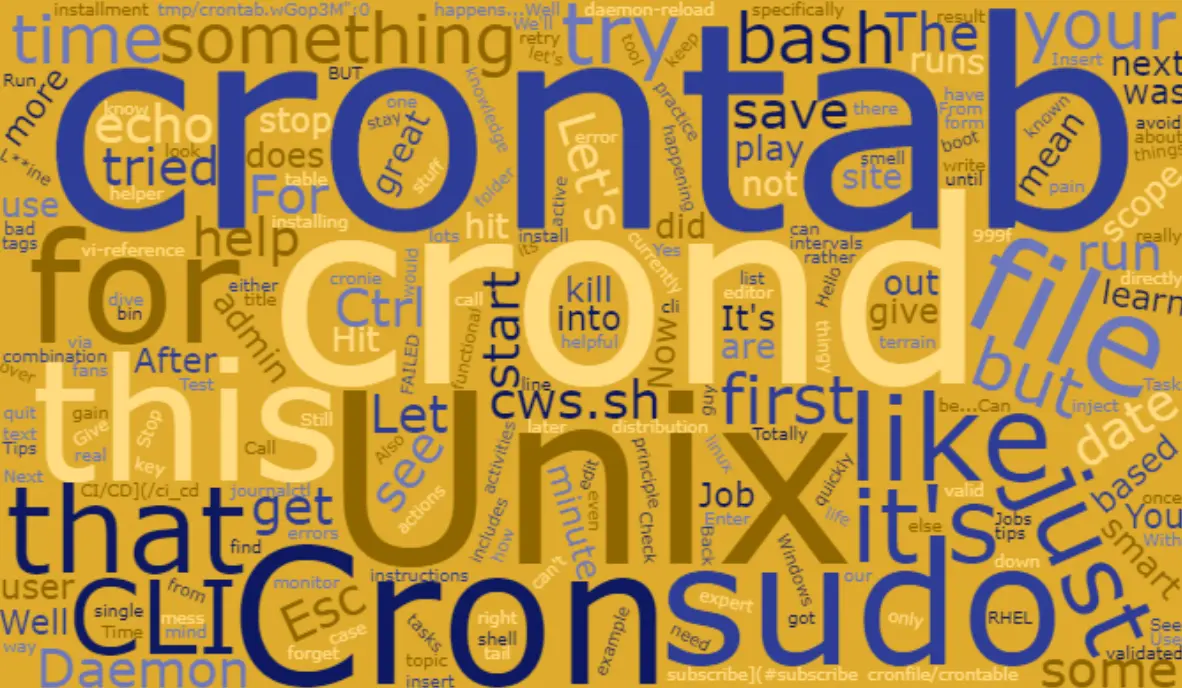 installment tmp/crontab.wGop3M";0 happens...Well daemon-reload specifically result
time something We'll retry let's try tool keep bash The your
Run BUT runs Insert next
more know echo one stay great knowledge error practice save there have From form boot known was avoid about things
L**ine look tried stop does stuff Let's happening play smell site write until mean pain
helper table For folder active not scope
use installing hit
bad tags vi-reference help lots install its currently did Yes can intervals rather 999f run really
crontab
for either title cronie would call kill into helpful di list editor Hello out file directly
dive bin Ctrl It's give learn
via Hit start Now are thingy terrain
combination fans After admin FAILED functional but
over Test line cws.sh try first Task
crond
this quit gain Still Let later distribution like be...Can inject date
text Give Stop Also see Totally
Tips real key Call activities principle linux quickly based
Next CI/CD](/ci_cd journalctl actions minute edit even Job Enter valid once
that get errors includes how Check Back life it's else Jobs tips You With
Unix
find down just smart
user from monitor instructions can't Windows our
Well CLI single Time mess mind Esc case right shell tail example need expert got only RHEL See Use
way Daemon forget tasks topic insert validated
Cron sudo
subscribe](#subscribe cronfile/crontable some